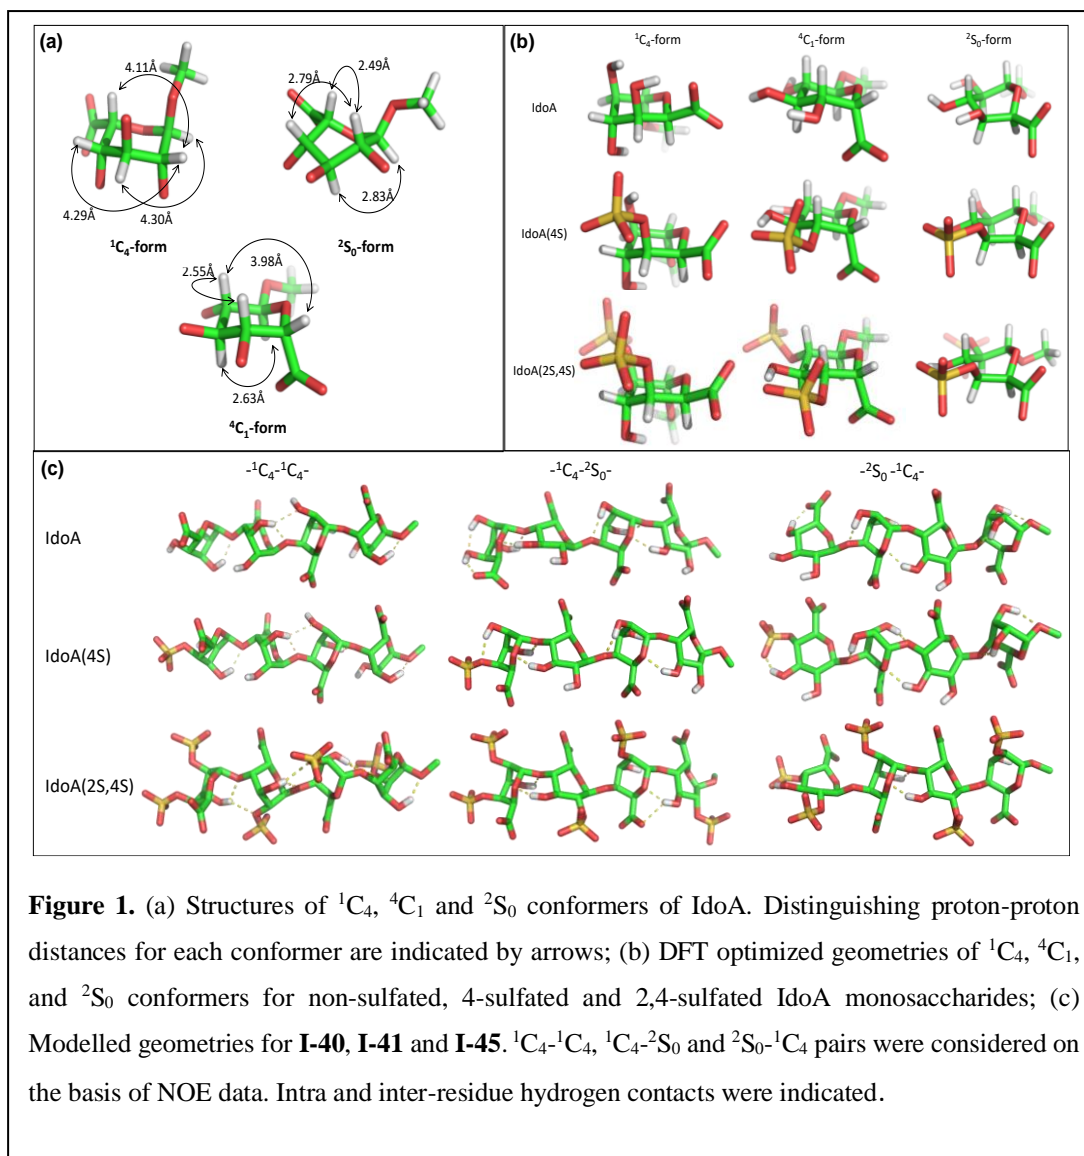 (a)
4.11Å
4.29Å
4.30Å
¹C₄-form
2.79Å
2.49Å
2.83Å
²S₀-form
2.55Å
3.98Å
2.63Å
⁴C₁-form
(b)
¹C₄-form
⁴C₁-form
²S₀-form
IdoA
IdoA(4S)
IdoA(2S,4S)
(c)
-¹C₄-¹C₄-
-¹C₄-²S₀-
-²S₀ -¹C₄-
IdoA
IdoA(4S)
IdoA(2S,4S)
Figure 1. (a) Structures of ¹C₄, ⁴C₁ and ²S₀ conformers of IdoA. Distinguishing proton-proton
distances for each conformer are indicated by arrows; (b) DFT optimized geometries of ¹C₄, ⁴C₁,
and ²S₀ conformers for non-sulfated, 4-sulfated and 2,4-sulfated IdoA monosaccharides; (c)
Modelled geometries for I-40, I-41 and I-45. ¹C₄-¹C₄, ¹C₄-²S₀ and ²S₀-¹C₄ pairs were considered on
the basis of NOE data. Intra and inter-residue hydrogen contacts were indicated.